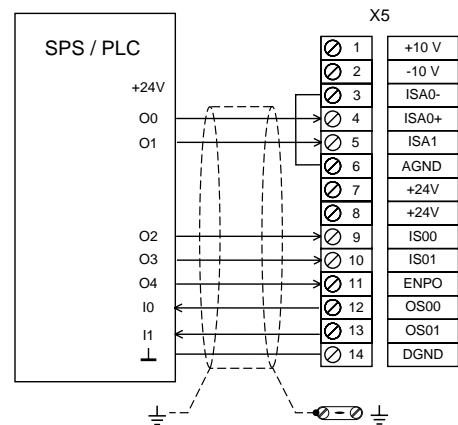 X5
SPS / PLC
+24V
O0
O1
O2
O3
O4
I0
I1
1 +10 V
2 -10 V
3 ISA0-
4 ISA0+
5 ISA1
6 AGND
7 +24V
8 +24V
9 IS00
10 IS01
11 ENPO
12 OS00
13 OS01
14 DGND